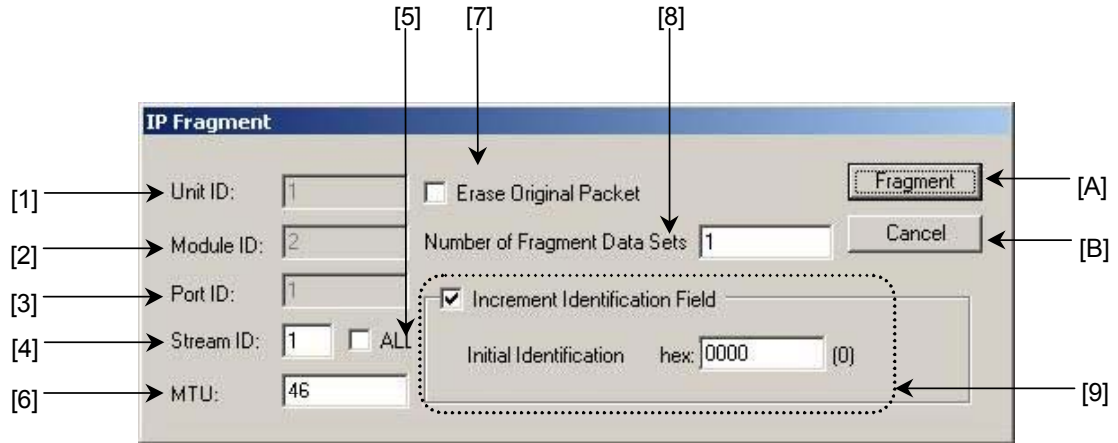 [5] [7] [8]
IP Fragment
[1] Unit ID: 1 Erase Original Packet Fragment [A]
[2] Module ID: 2 Number of Fragment Data Sets 1 Cancel [B]
[3] Port ID: 1 Increment Identification Field
[4] Stream ID: 1 ALL Initial Identification hex: 0000 (0)
[6] MTU: 46 [9]